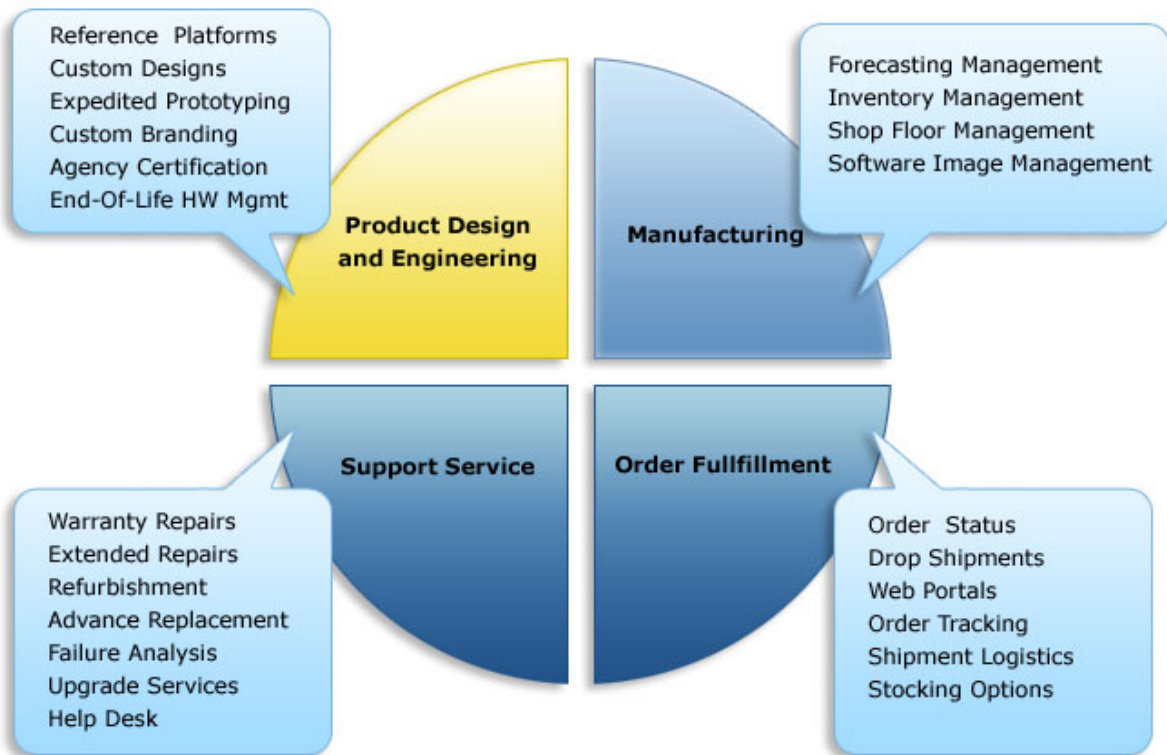 Reference Platforms
Custom Designs
Expedited Prototyping
Custom Branding
Agency Certification
End-Of-Life HW Mgmt
Product Design
and Engineering
Forecasting Management
Inventory Management
Shop Floor Management
Software Image Management
Manufacturing
Support Service
Warranty Repairs
Extended Repairs
Refurbishment
Advance Replacement
Failure Analysis
Upgrade Services
Help Desk
Order Fullfillment
Order Status
Drop Shipments
Web Portals
Order Tracking
Shipment Logistics
Stocking Options